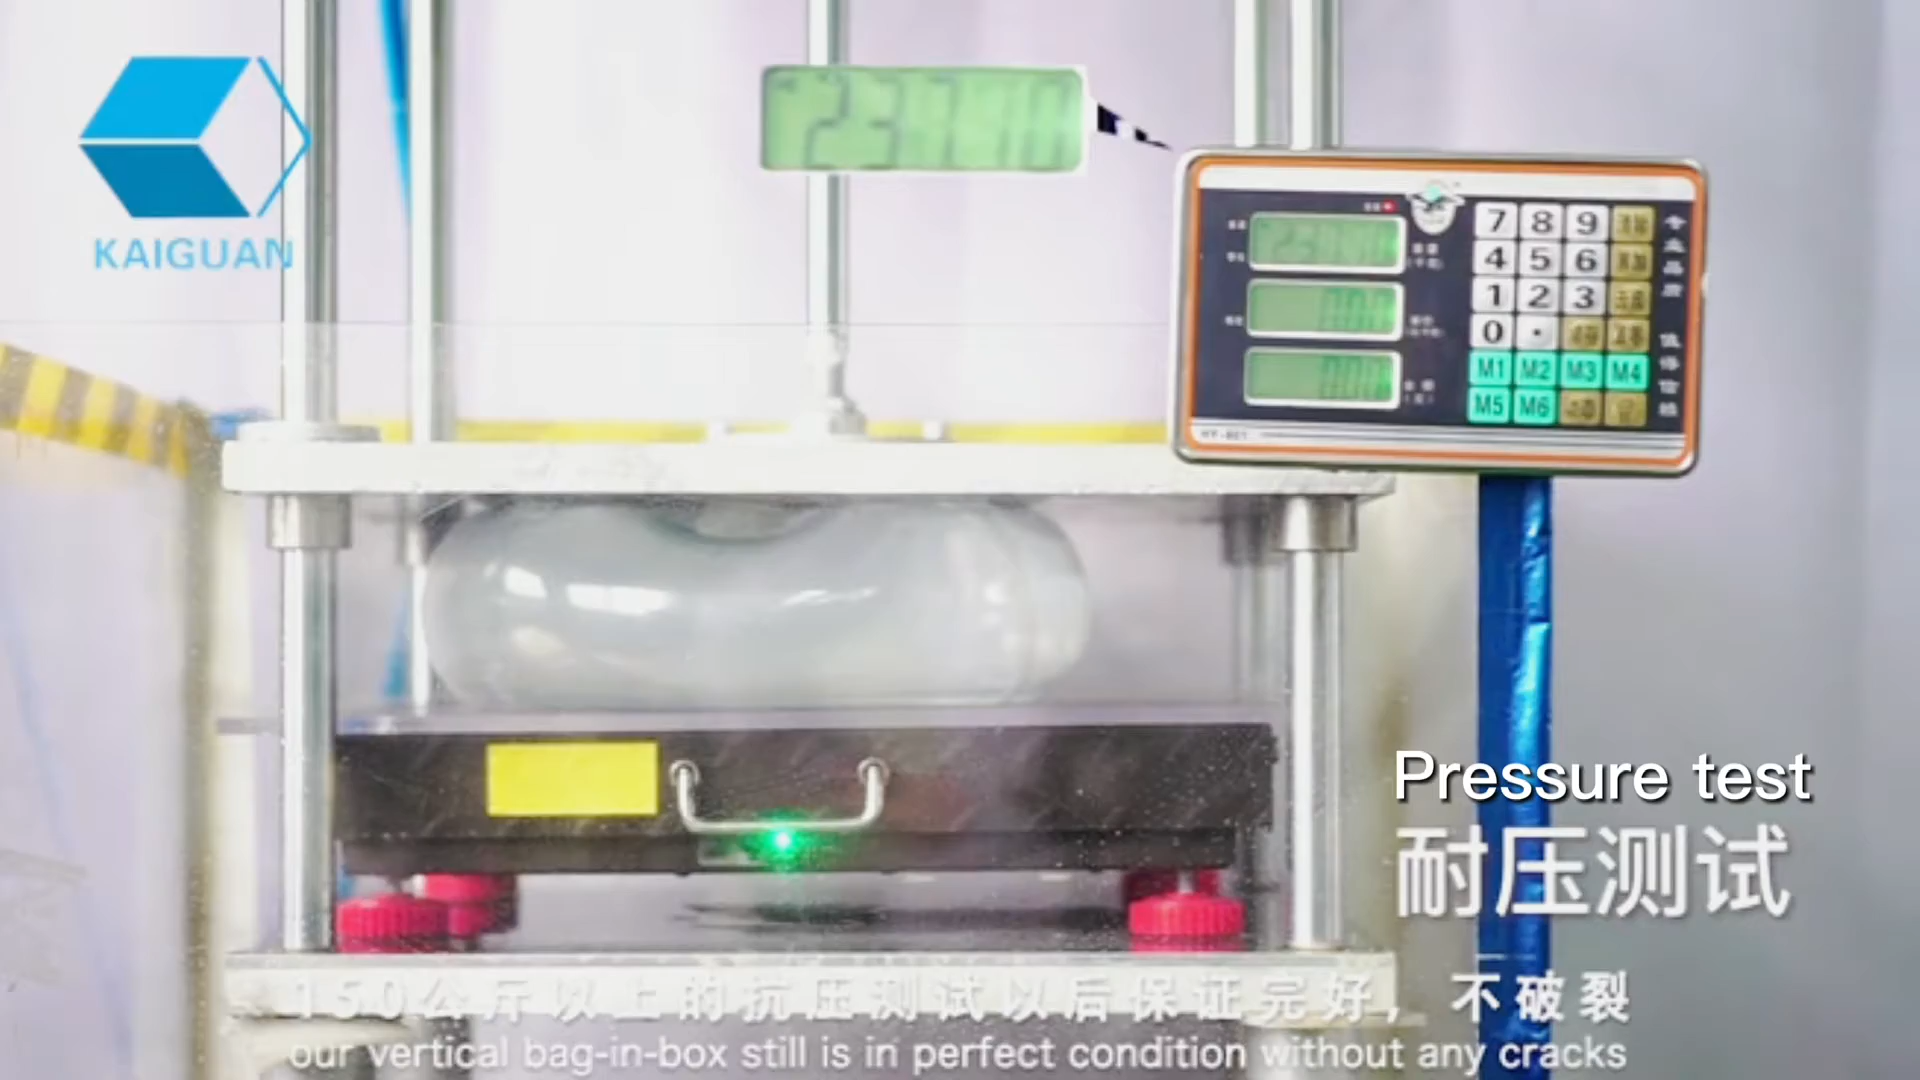 KAIGUAN
7 8 9
4 5 6
1 2 3
0 .
M1 M2 M3 M4
M5 M6
Pressure test
耐压测试
150公斤以上的抗压测试以后保证完好，不破裂
our vertical bag-in-box still is in perfect condition without any cracks